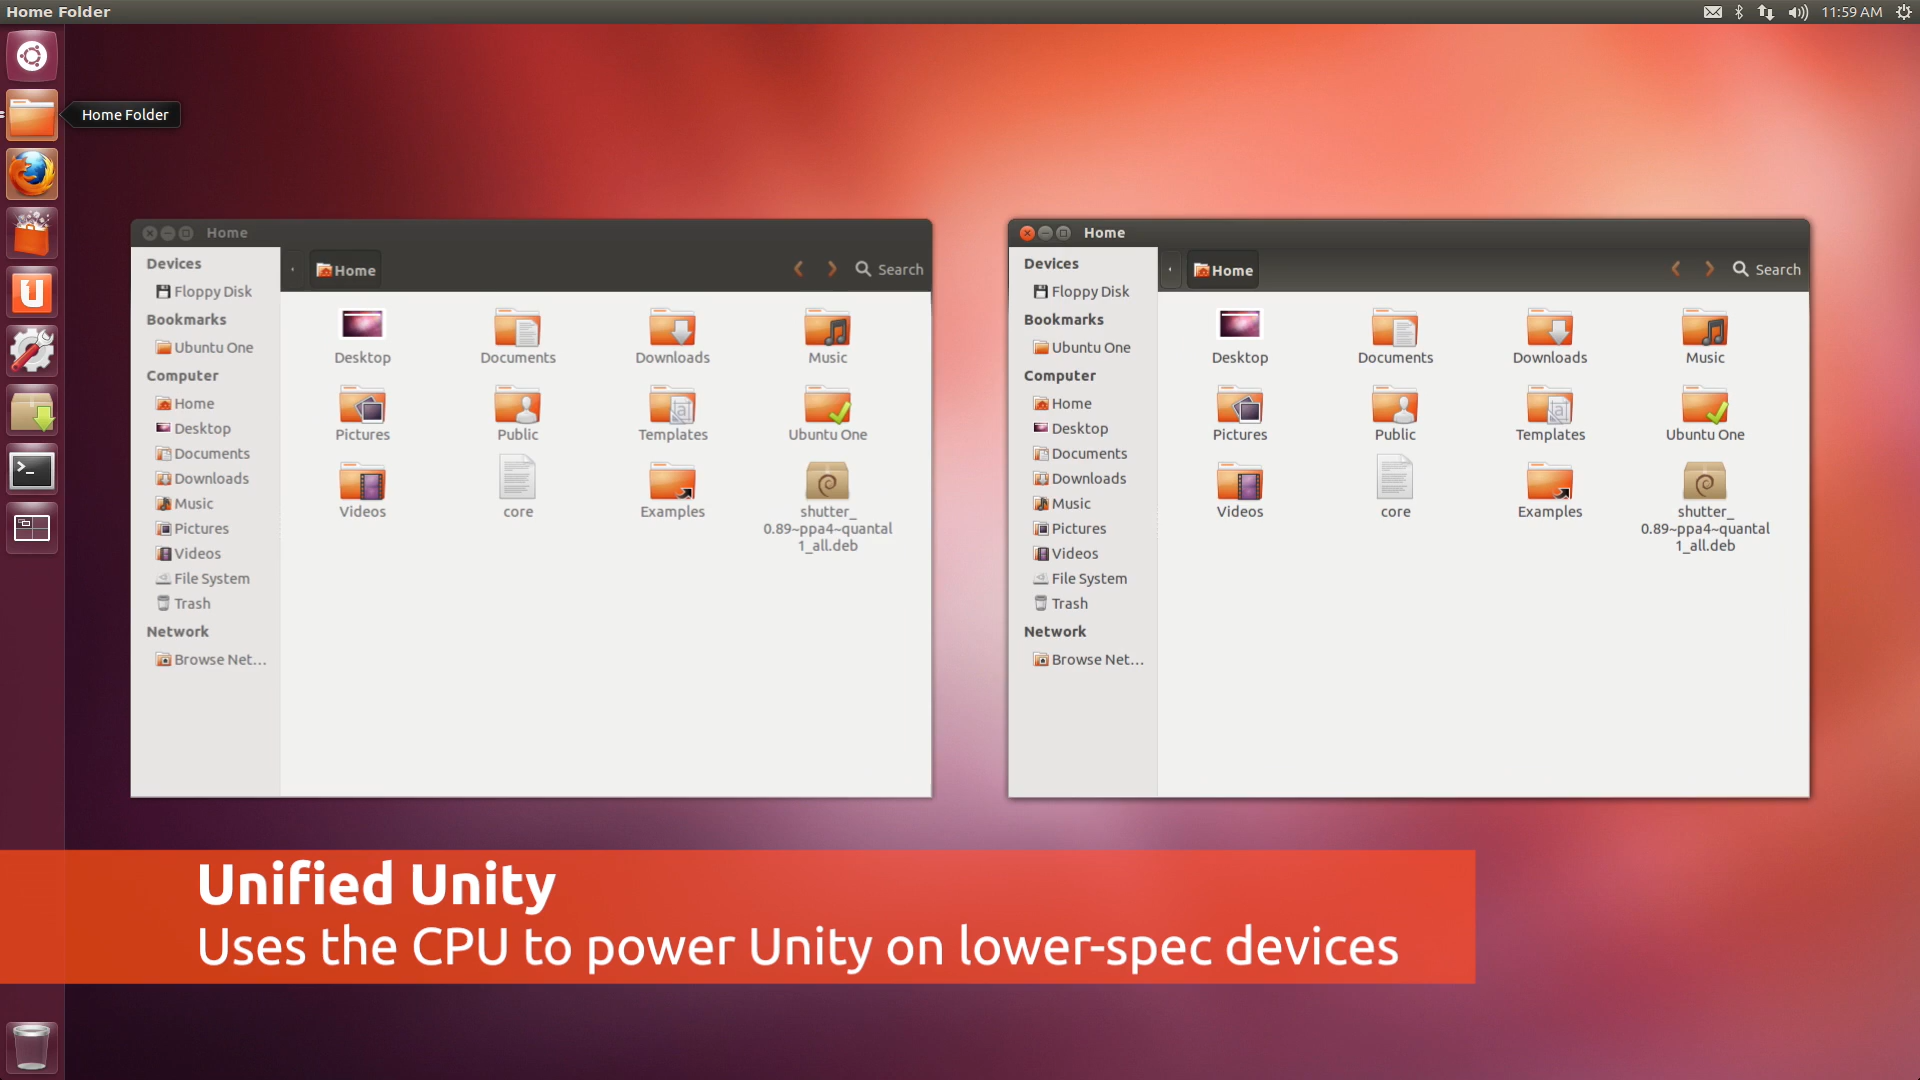 Home Folder
11:59 AM
Home Folder
Home
Devices
Floppy Disk
Bookmarks
Ubuntu One
Computer
Home
Desktop
Documents
Downloads
Music
Pictures
Videos
File System
Trash
Network
Browse Net...
Home
Search
Desktop
Documents
Downloads
Music
Pictures
Public
Templates
Ubuntu One
Videos
core
Examples
shutter_
0.89~ppa4~quantal
1_all.deb
Home
Devices
Floppy Disk
Bookmarks
Ubuntu One
Computer
Home
Desktop
Documents
Downloads
Music
Pictures
Videos
File System
Trash
Network
Browse Net...
Home
Search
Desktop
Documents
Downloads
Music
Pictures
Public
Templates
Ubuntu One
Videos
core
Examples
shutter_
0.89~ppa4~quantal
1_all.deb
Unified Unity
Uses the CPU to power Unity on lower-spec devices